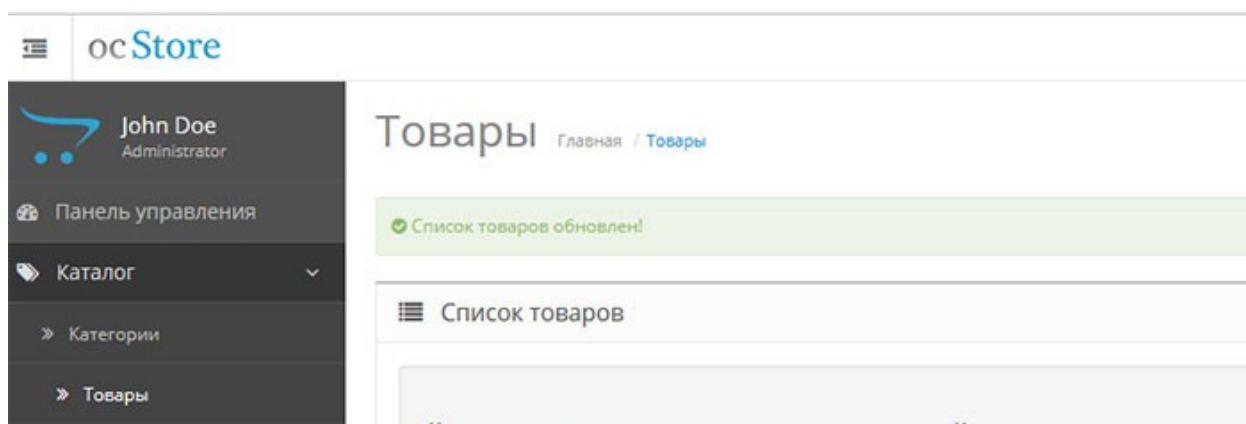 ocStore
John Doe
Administrator
Товары Главная / Товары
Панель управления
Список товаров обновлен!
Каталог
Список товаров
Категории
Товары